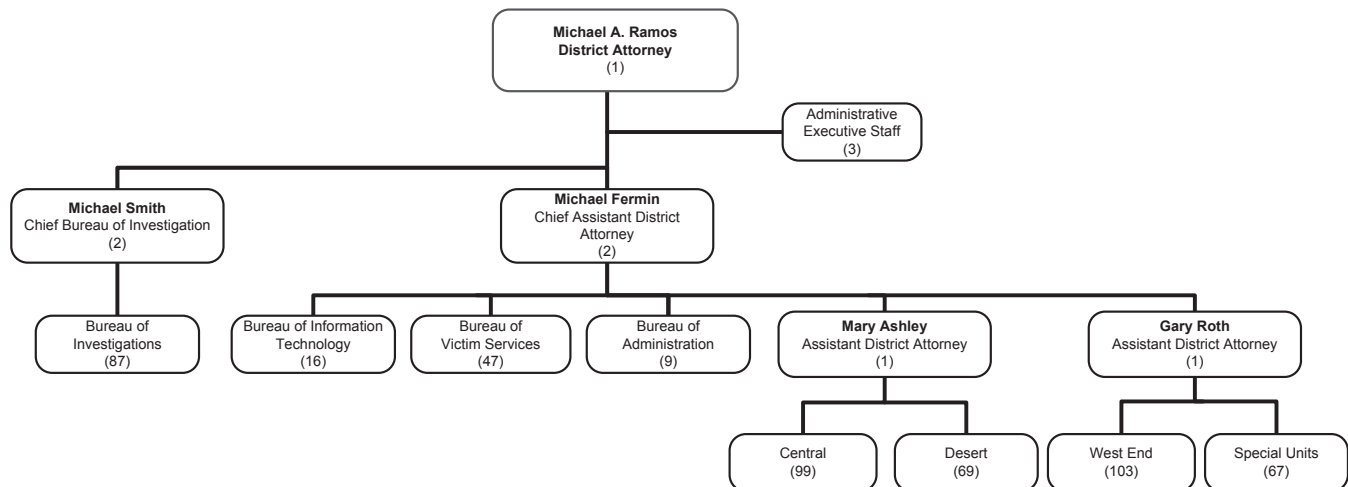 Michael A. Ramos
District Attorney
(1)
Administrative
Executive Staff
(3)
Michael Smith
Chief Bureau of Investigation
(2)
Michael Fermin
Chief Assistant District
Attorney
(2)
Bureau of
Investigations
(87)
Bureau of Information
Technology
(16)
Bureau of
Victim Services
(47)
Bureau of
Administration
(9)
Mary Ashley
Assistant District Attorney
(1)
Gary Roth
Assistant District Attorney
(1)
Central
(99)
Desert
(69)
West End
(103)
Special Units
(67)